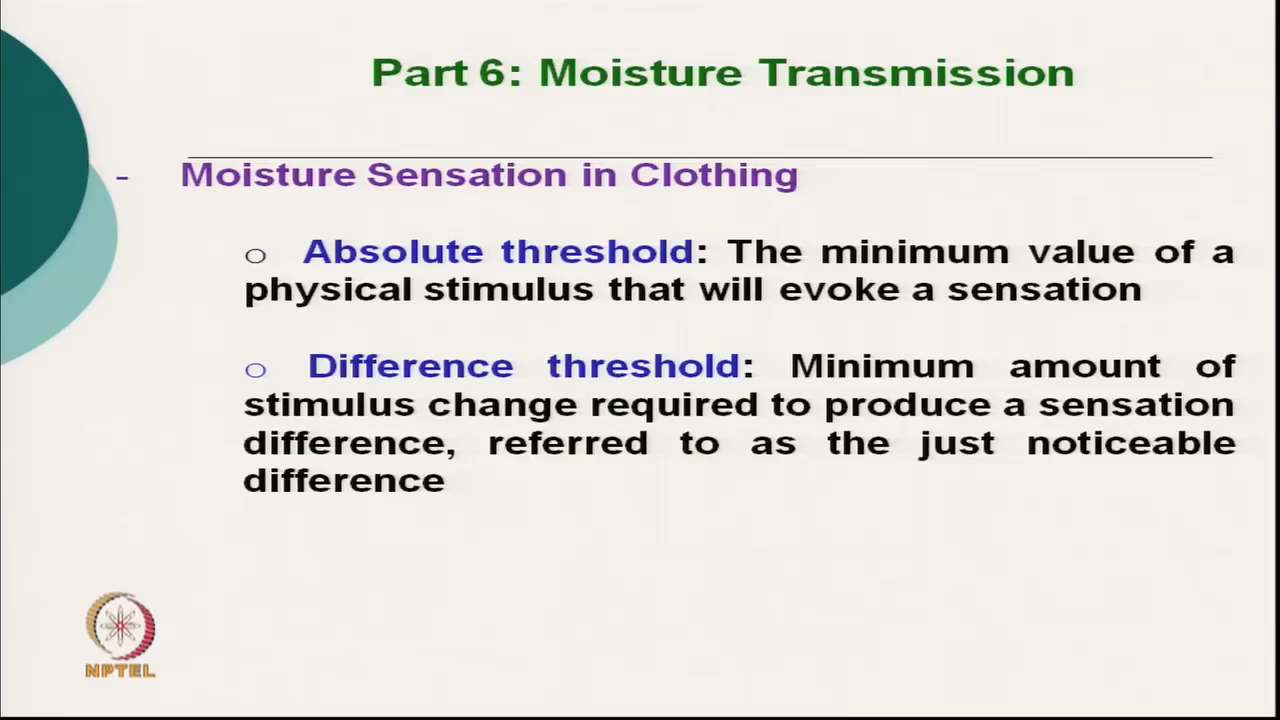 Part 6: Moisture Transmission
- Moisture Sensation in Clothing
o Absolute threshold: The minimum value of a
physical stimulus that will evoke a sensation
o Difference threshold: Minimum amount of
stimulus change required to produce a sensation
difference, referred to as the just noticeable
difference
NPTEL